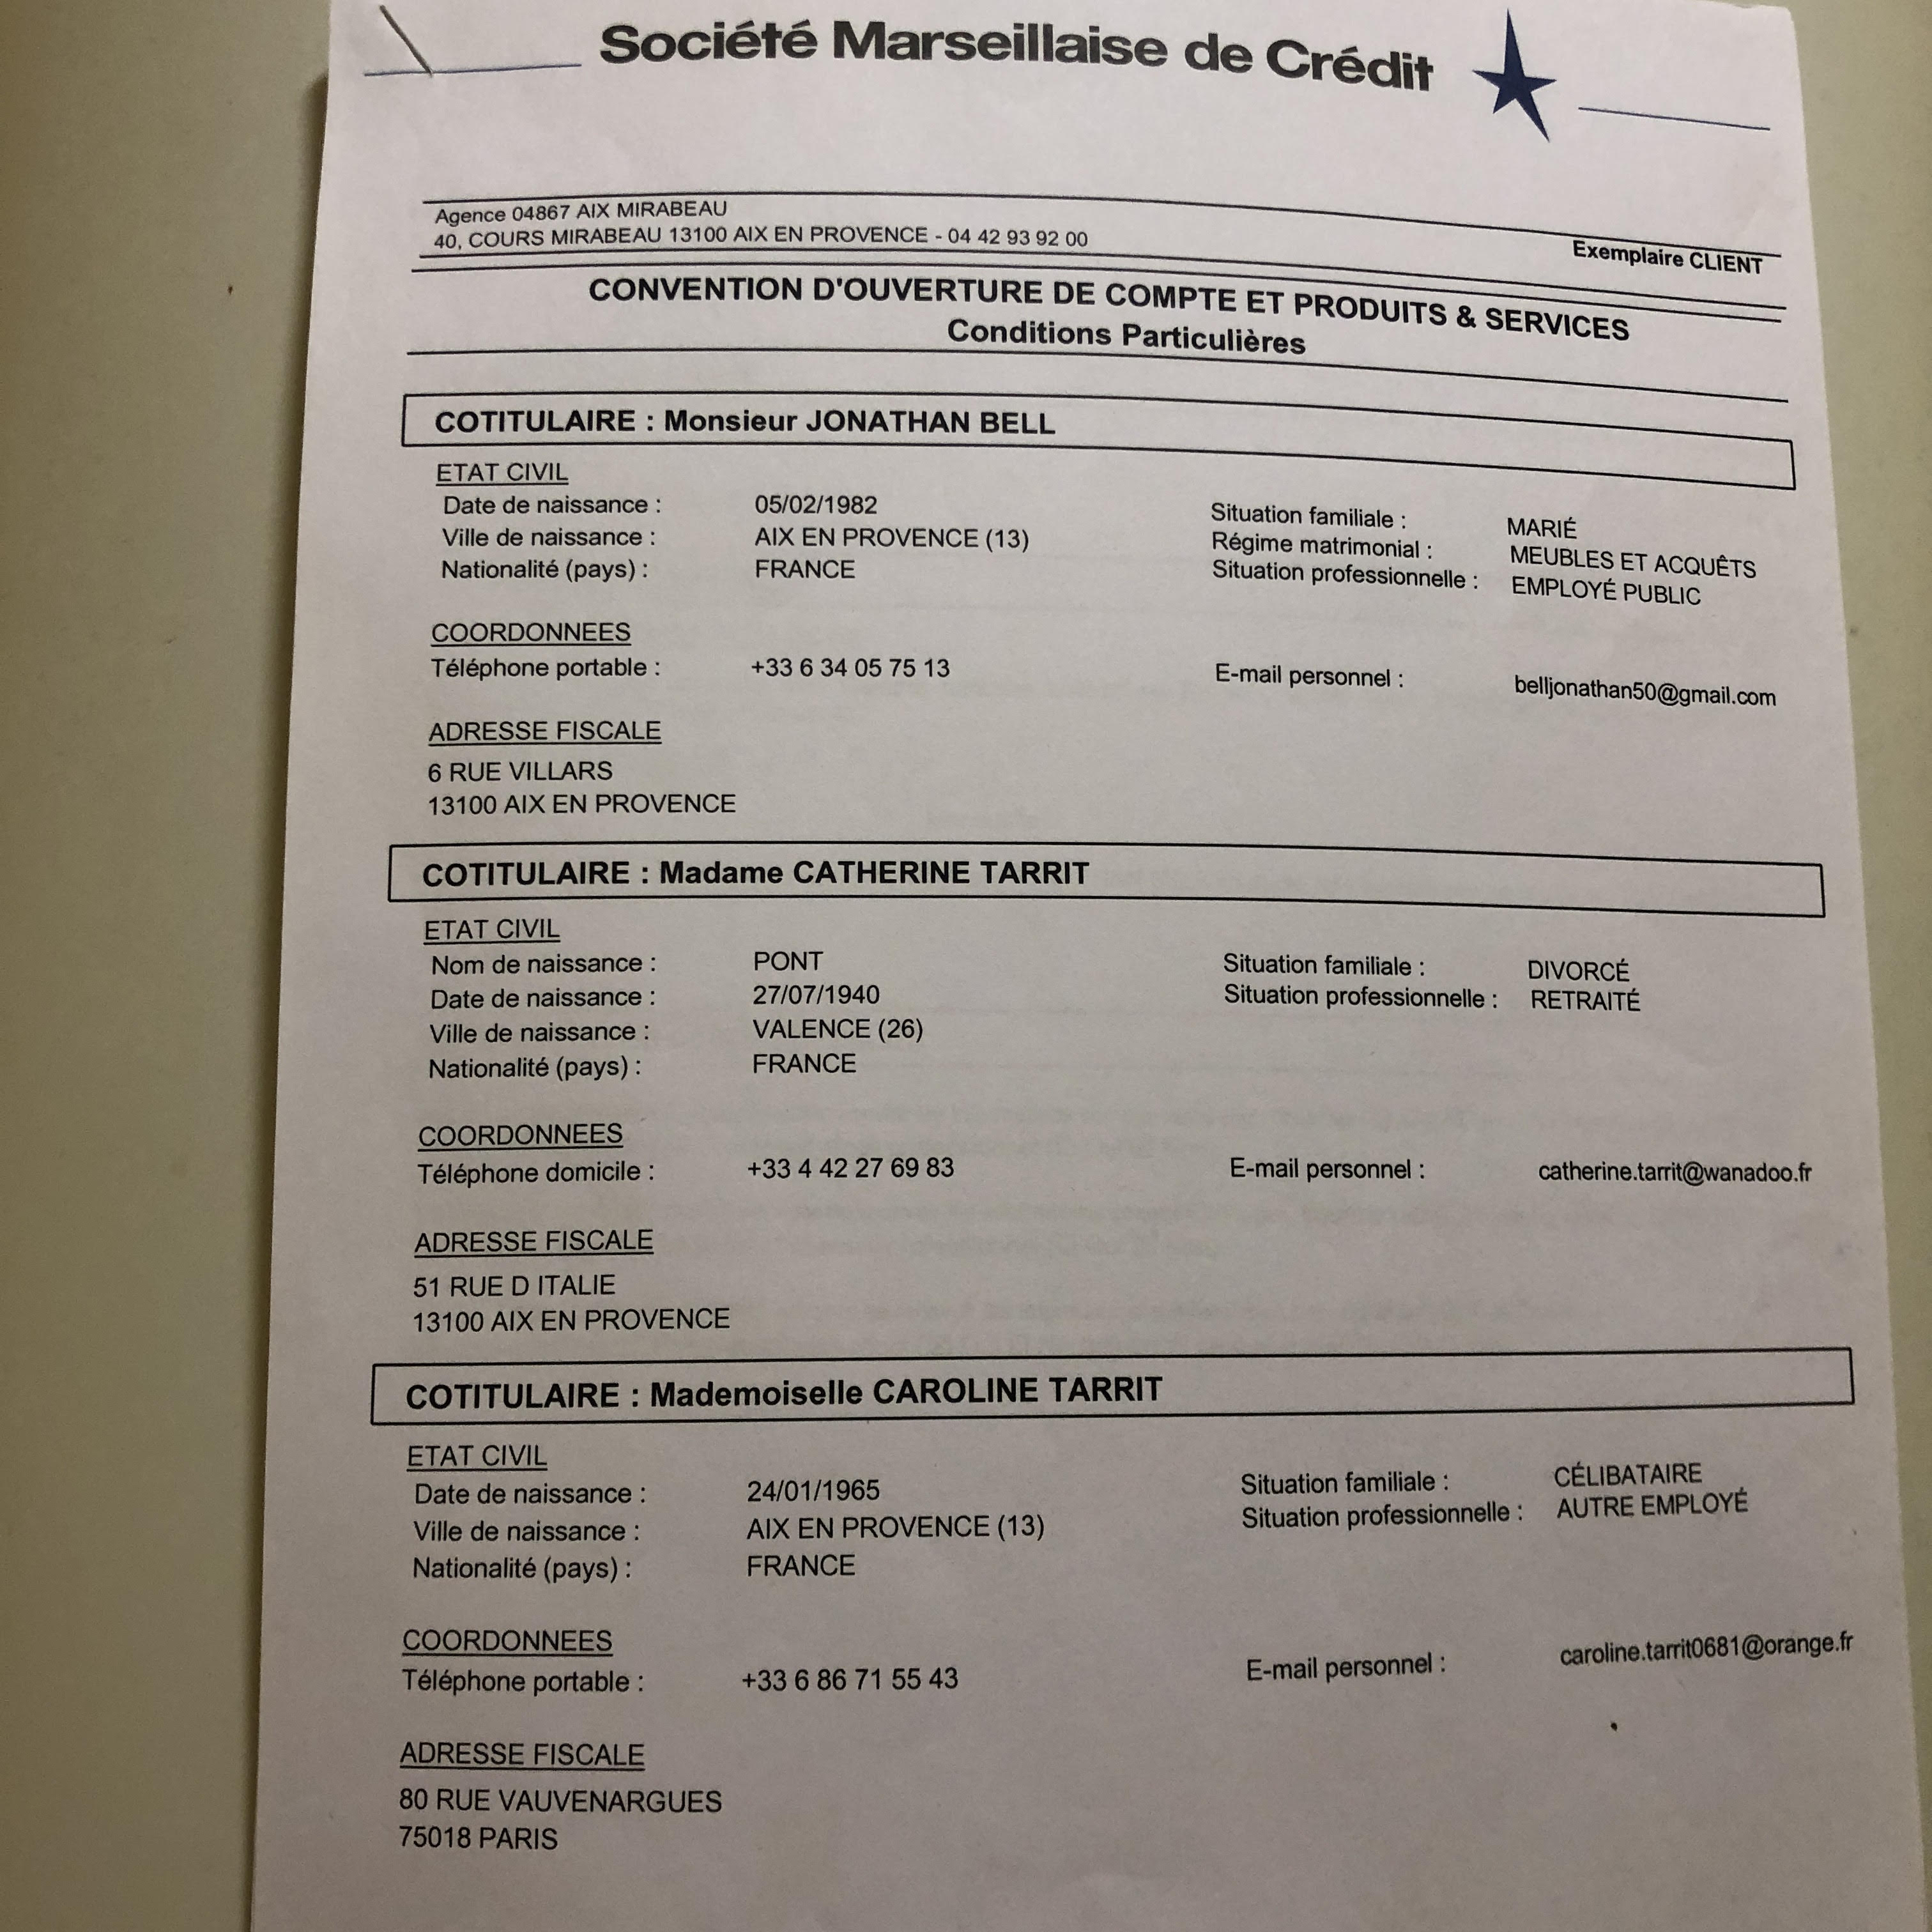 Société Marseillaise de Crédit
Agence 04867 AIX MIRABEAU
40, COURS MIRABEAU 13100 AIX EN PROVENCE - 04 42 93 92 00
Exemplaire CLIENT
CONVENTION D'OUVERTURE DE COMPTE ET PRODUITS & SERVICES
Conditions Particulières
COTITULAIRE : Monsieur JONATHAN BELL
ETAT CIVIL
Date de naissance : 05/02/1982 Situation familiale : MARIÉ
Ville de naissance : AIX EN PROVENCE (13) Régime matrimonial : MEUBLES ET ACQUÊTS
Nationalité (pays) : FRANCE Situation professionnelle : EMPLOYÉ PUBLIC
COORDONNEES
Téléphone portable : +33 6 34 05 75 13 E-mail personnel : belljonathan50@gmail.com
ADRESSE FISCALE
6 RUE VILLARS
13100 AIX EN PROVENCE
COTITULAIRE : Madame CATHERINE TARRIT
ETAT CIVIL
Nom de naissance : PONT Situation familiale : DIVORCÉ
Date de naissance : 27/07/1940 Situation professionnelle : RETRAITÉ
Ville de naissance : VALENCE (26)
Nationalité (pays) : FRANCE
COORDONNEES
Téléphone domicile : +33 4 42 27 69 83 E-mail personnel : catherine.tarrit@wanadoo.fr
ADRESSE FISCALE
51 RUE D ITALIE
13100 AIX EN PROVENCE
COTITULAIRE : Mademoiselle CAROLINE TARRIT
ETAT CIVIL
Date de naissance : 24/01/1965 Situation familiale : CÉLIBATAIRE
Ville de naissance : AIX EN PROVENCE (13) Situation professionnelle : AUTRE EMPLOYÉ
Nationalité (pays) : FRANCE
COORDONNEES
Téléphone portable : +33 6 86 71 55 43 E-mail personnel : caroline.tarrit0681@orange.fr
ADRESSE FISCALE
80 RUE VAUVENARGUES
75018 PARIS